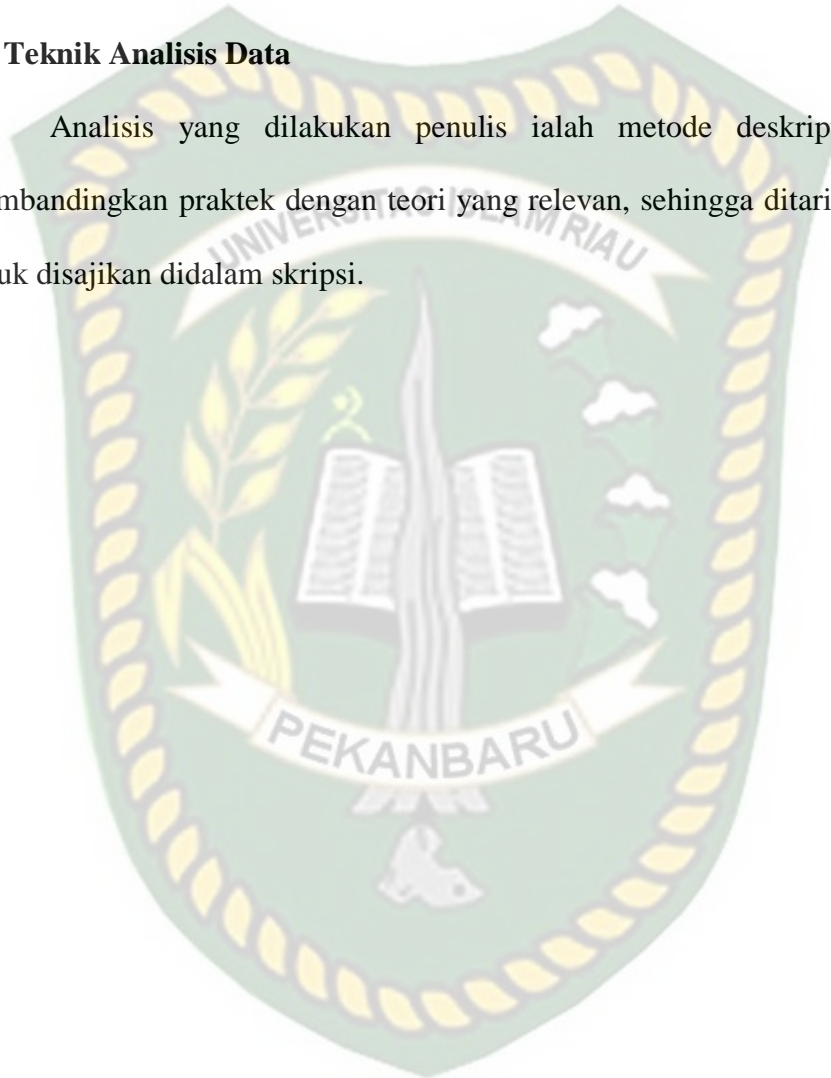 Teknik Analisis Data
Analisis yang dilakukan penulis ialah metode deskrip
mbandingkan praktek dengan teori yang relevan, sehingga ditari
uk disajikan didalam skripsi.
UNIVERSITAS ISLAM RIAU
PEKANBARU